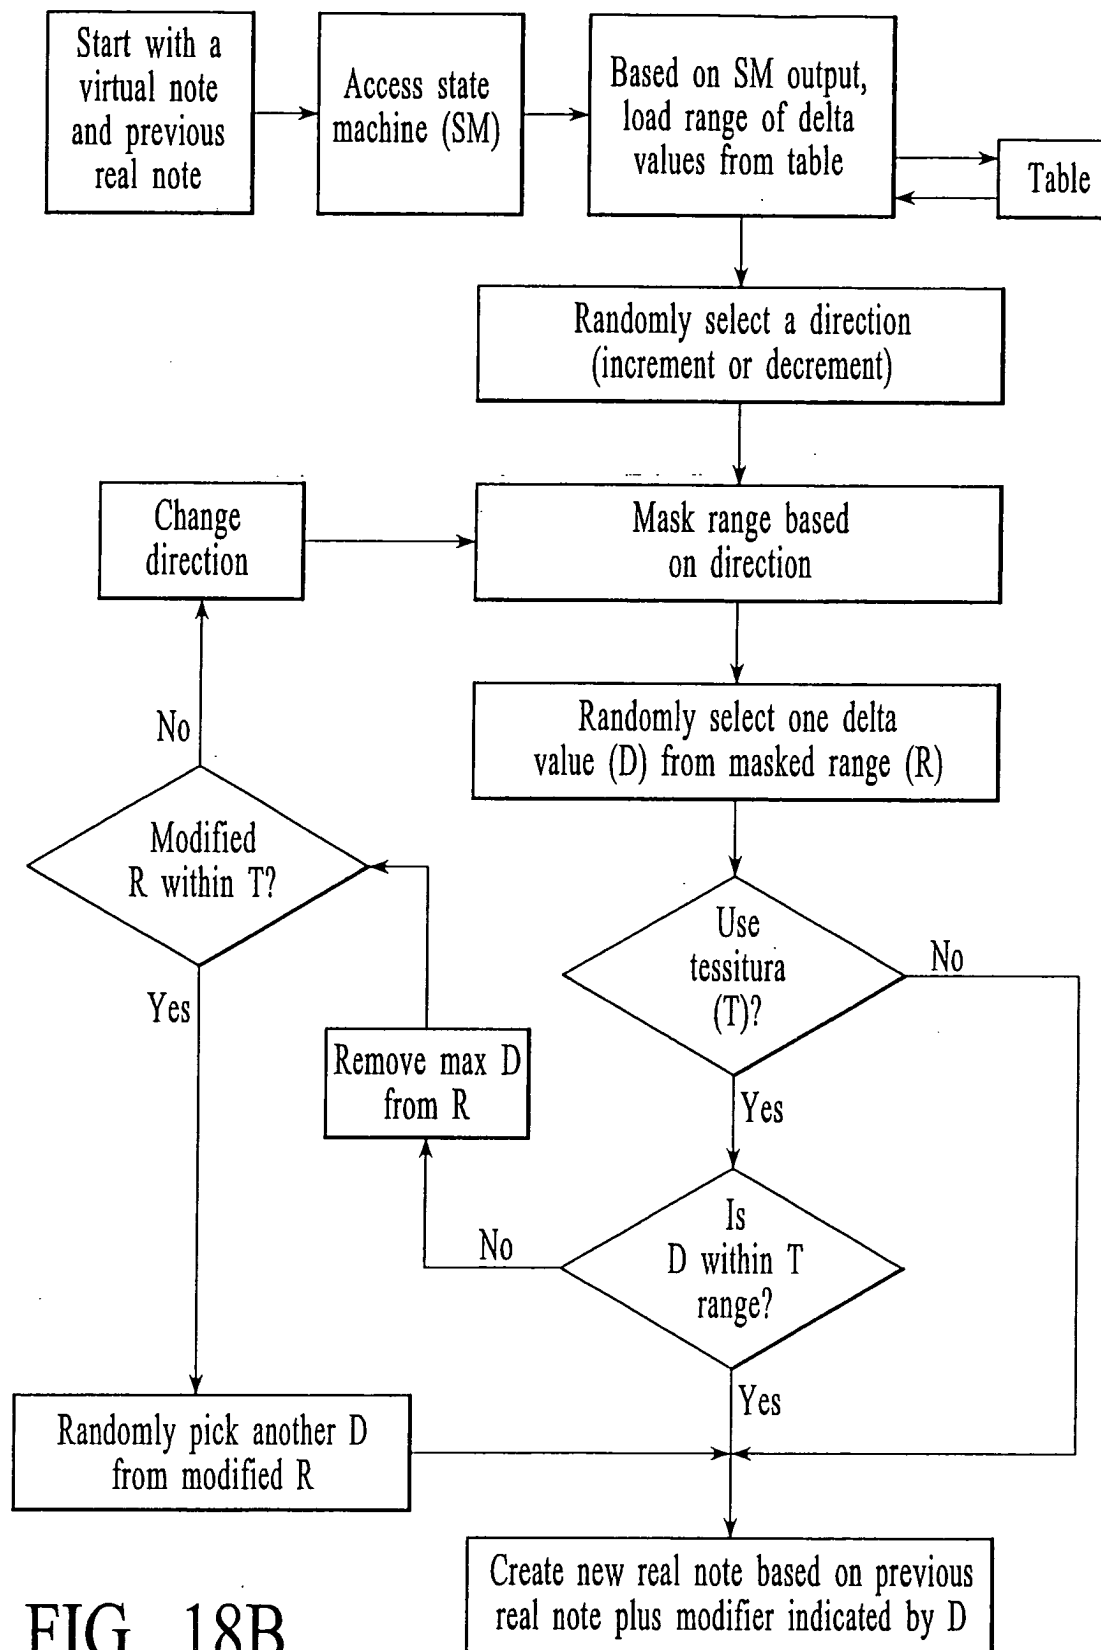 Start with a
virtual note
and previous
real note
Access state
machine (SM)
Based on SM output,
load range of delta
values from table
Table
Randomly select a direction
(increment or decrement)
Change
direction
Mask range based
on direction
No
Randomly select one delta
value (D) from masked range (R)
Modified
R within T?
Use
tessitura
(T)?
No
Yes
Remove max D
from R
Yes
No
Is
D within T
range?
Yes
Randomly pick another D
from modified R
Create new real note based on previous
real note plus modifier indicated by D
FIG. 18B